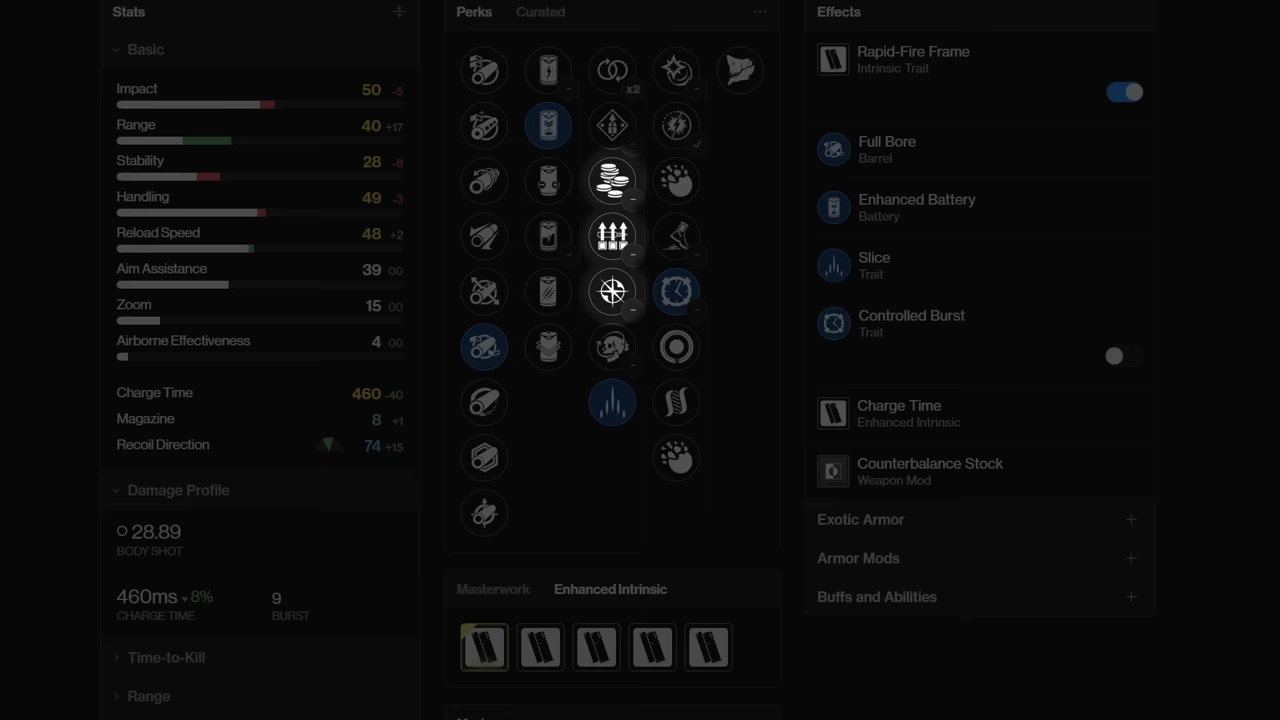 Stats
Basic
Impact 50 -5
Range 40 +17
Stability 28 -8
Handling 49 -3
Reload Speed 48 +2
Aim Assistance 39 00
Zoom 15 00
Airborne Effectiveness 4 00
Charge Time 460 -40
Magazine 8 +1
Recoil Direction 74 +15
Damage Profile
28.89
BODY SHOT
460ms 8% 9
CHARGE TIME BURST
Time-to-Kill
Range
Perks Curated
x2
Masterwork Enhanced Intrinsic
Effects
Rapid-Fire Frame
Intrinsic Trait
Full Bore
Barrel
Enhanced Battery
Battery
Slice
Trait
Controlled Burst
Trait
Charge Time
Enhanced Intrinsic
Counterbalance Stock
Weapon Mod
Exotic Armor
Armor Mods
Buffs and Abilities